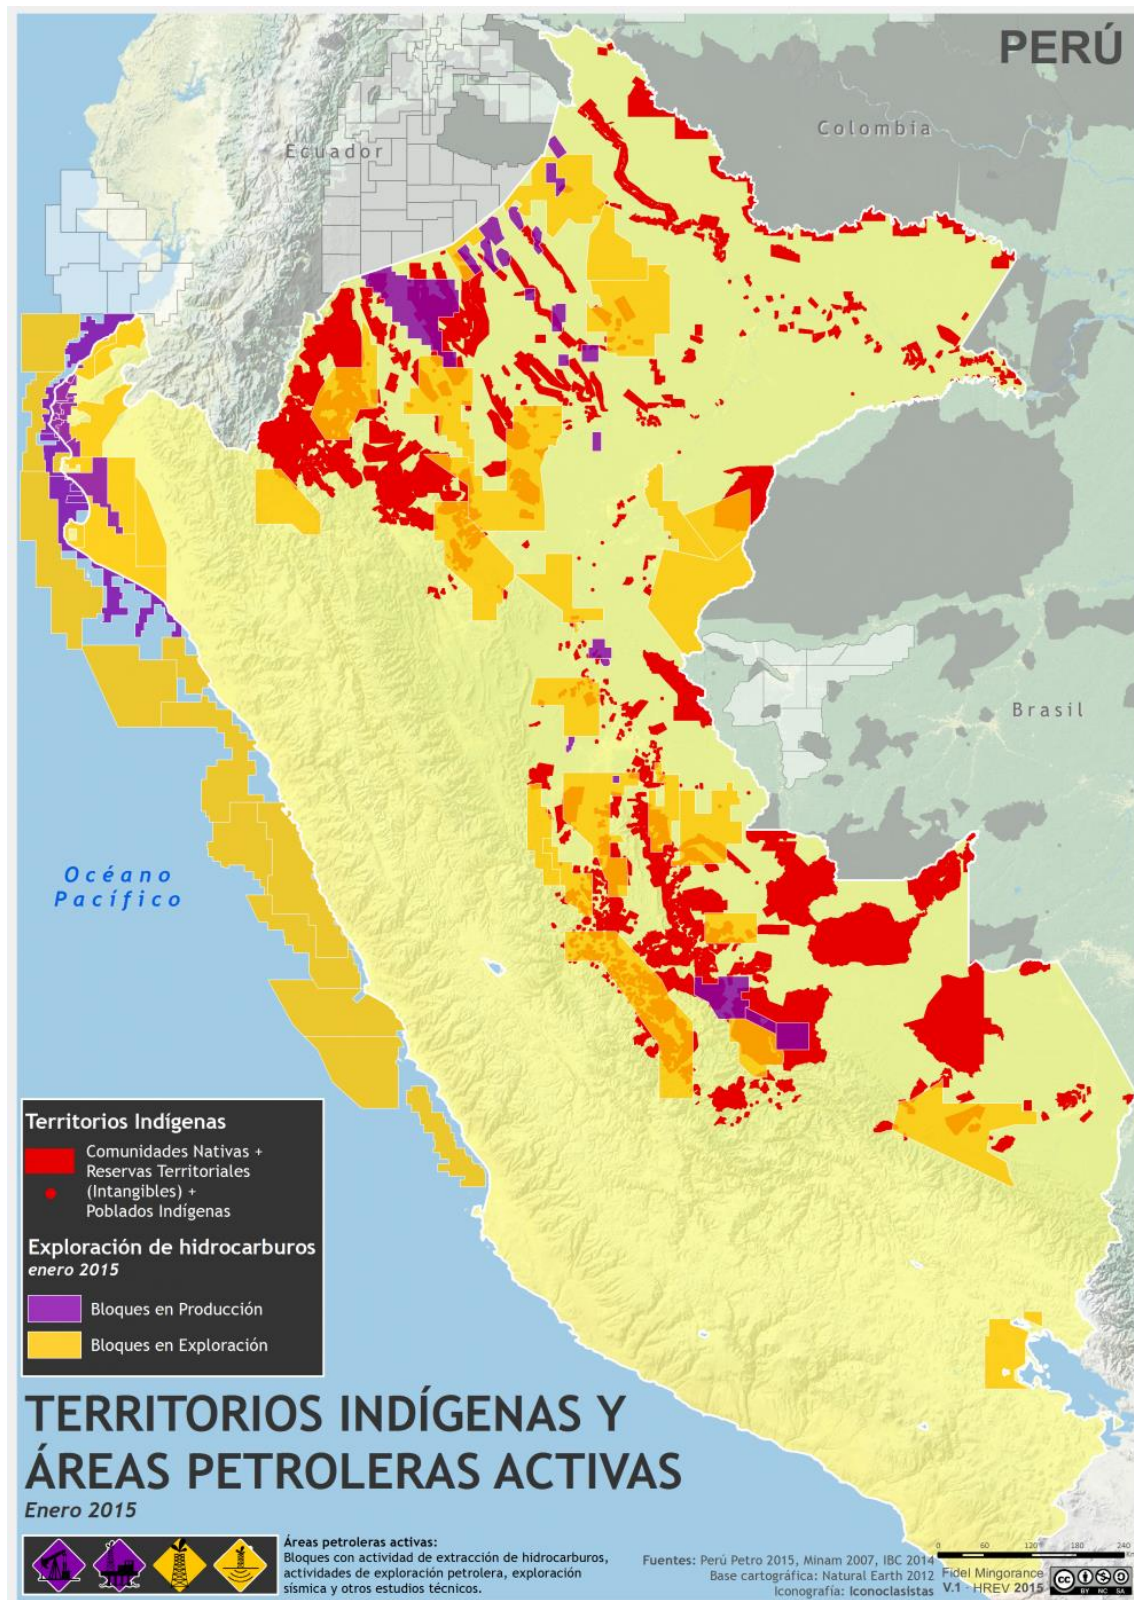 PERÚ
Colombia
Ecuador
Brasil
Océano
Pacífico
Territorios Indígenas
Comunidades Nativas +
Reservas Territoriales
(Intangibles) +
Poblados Indígenas
Exploración de hidrocarburos
enero 2015
Bloques en Producción
Bloques en Exploración
TERRITORIOS INDÍGENAS Y
ÁREAS PETROLERAS ACTIVAS
Enero 2015
Áreas petroleras activas:
Bloques con actividad de extracción de hidrocarburos,
actividades de exploración petrolera, exploración
sísmica y otros estudios técnicos.
Fuentes: Perú Petro 2015, Minam 2007, IBC 2014
Base cartográfica: Natural Earth 2012
Iconografía: Iconoclasistas
0 60 120 180 240
Fidel Mingorance
V.1 - HREV 2015
cc
BY NC SA